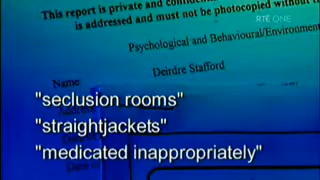 RTÉ ONE
This report is private and confide
is addressed and must not be photocopied without
Psychological and Behavioural/Environment
Name
Deirdre Stafford
"seclusion rooms"
"straightjackets"
"medicated inappropriately"